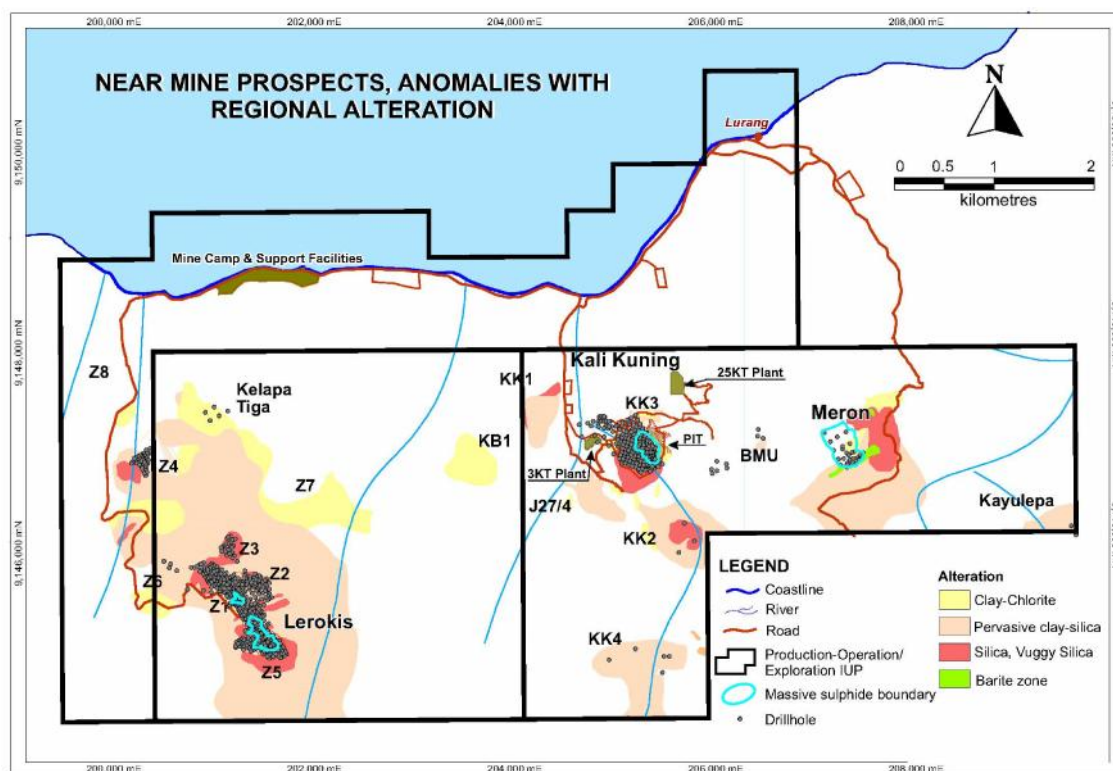 200,000 mE
202,000 mE
204,000 mE
206,000 mE
208,000 mE
NEAR MINE PROSPECTS, ANOMALIES WITH
REGIONAL ALTERATION
N
Lurang
9,150,000 mN
0 0.5 1 2
kilometres
Mine Camp & Support Facilities
9,148,000 mN
Z8
Kelapa
Tiga
KK1
Kali Kuning
25KT Plant
KK3
Meron
KB1
PIT
Z4
3KT Plant
BMU
Z7
J27/4
Kayulepa
KK2
9,146,000 mN
Z3
Z6
Z2
Z1
Lerokis
Z5
KK4
LEGEND
Coastline
River
Road
Production-Operation/
Exploration IUP
Massive sulphide boundary
Drillhole
Alteration
Clay-Chlorite
Pervasive clay-silica
Silica, Vuggy Silica
Barite zone
200,000 mE
202,000 mE
204,000 mE
206,000 mE
208,000 mE